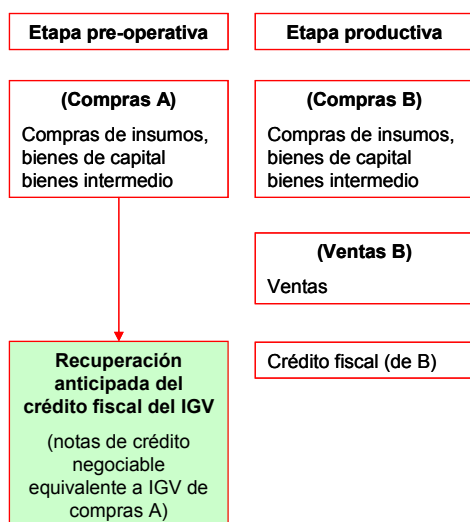 Etapa pre-operativa
Etapa productiva
(Compras A)
Compras de insumos,
bienes de capital
bienes intermedio
(Compras B)
Compras de insumos,
bienes de capital
bienes intermedio
(Ventas B)
Ventas
Recuperación
anticipada del
crédito fiscal del IGV
(notas de crédito
negociable
equivalente a IGV de
compras A)
Crédito fiscal (de B)